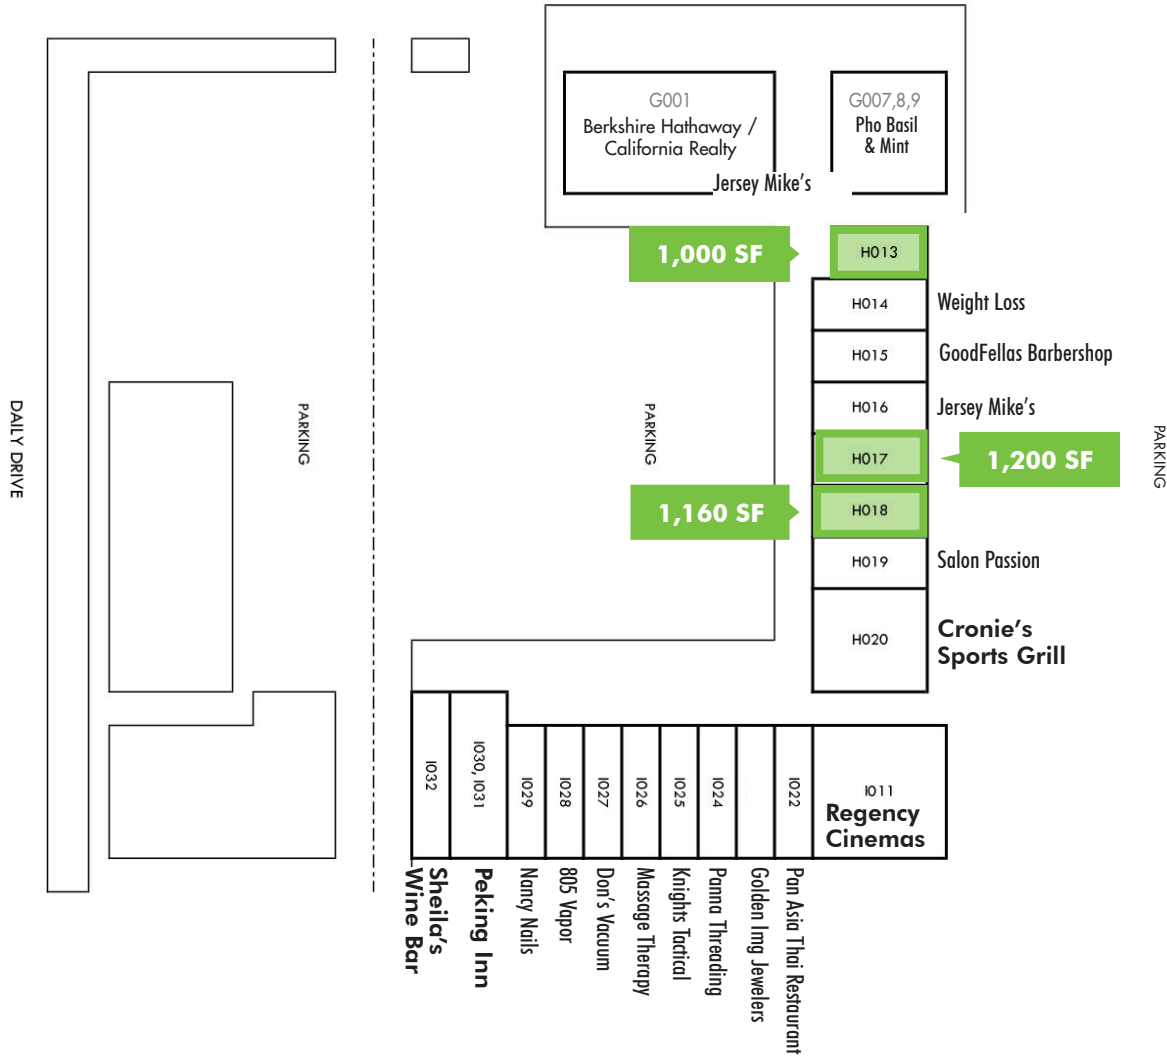 G001
Berkshire Hathaway /
California Realty
G007,8,9
Pho Basil
& Mint
Jersey Mike's
1,000 SF
H013
H014
Weight Loss
H015
GoodFellas Barbershop
H016
Jersey Mike's
DAILY DRIVE
PARKING
PARKING
PARKING
H017
1,200 SF
1,160 SF
H018
H019
Salon Passion
H020
Cronie's
Sports Grill
I032
I030, I031
I029
I028
I027
I026
I025
I024
I022
I011
Regency
Cinemas
Sheila's
Wine Bar
Peking Inn
Nancy Nails
805 Vapor
Don's Vacuum
Massage Therapy
Knights Tactical
Panna Threading
Golden Img Jewelers
Pan Asia Thai Restaurant